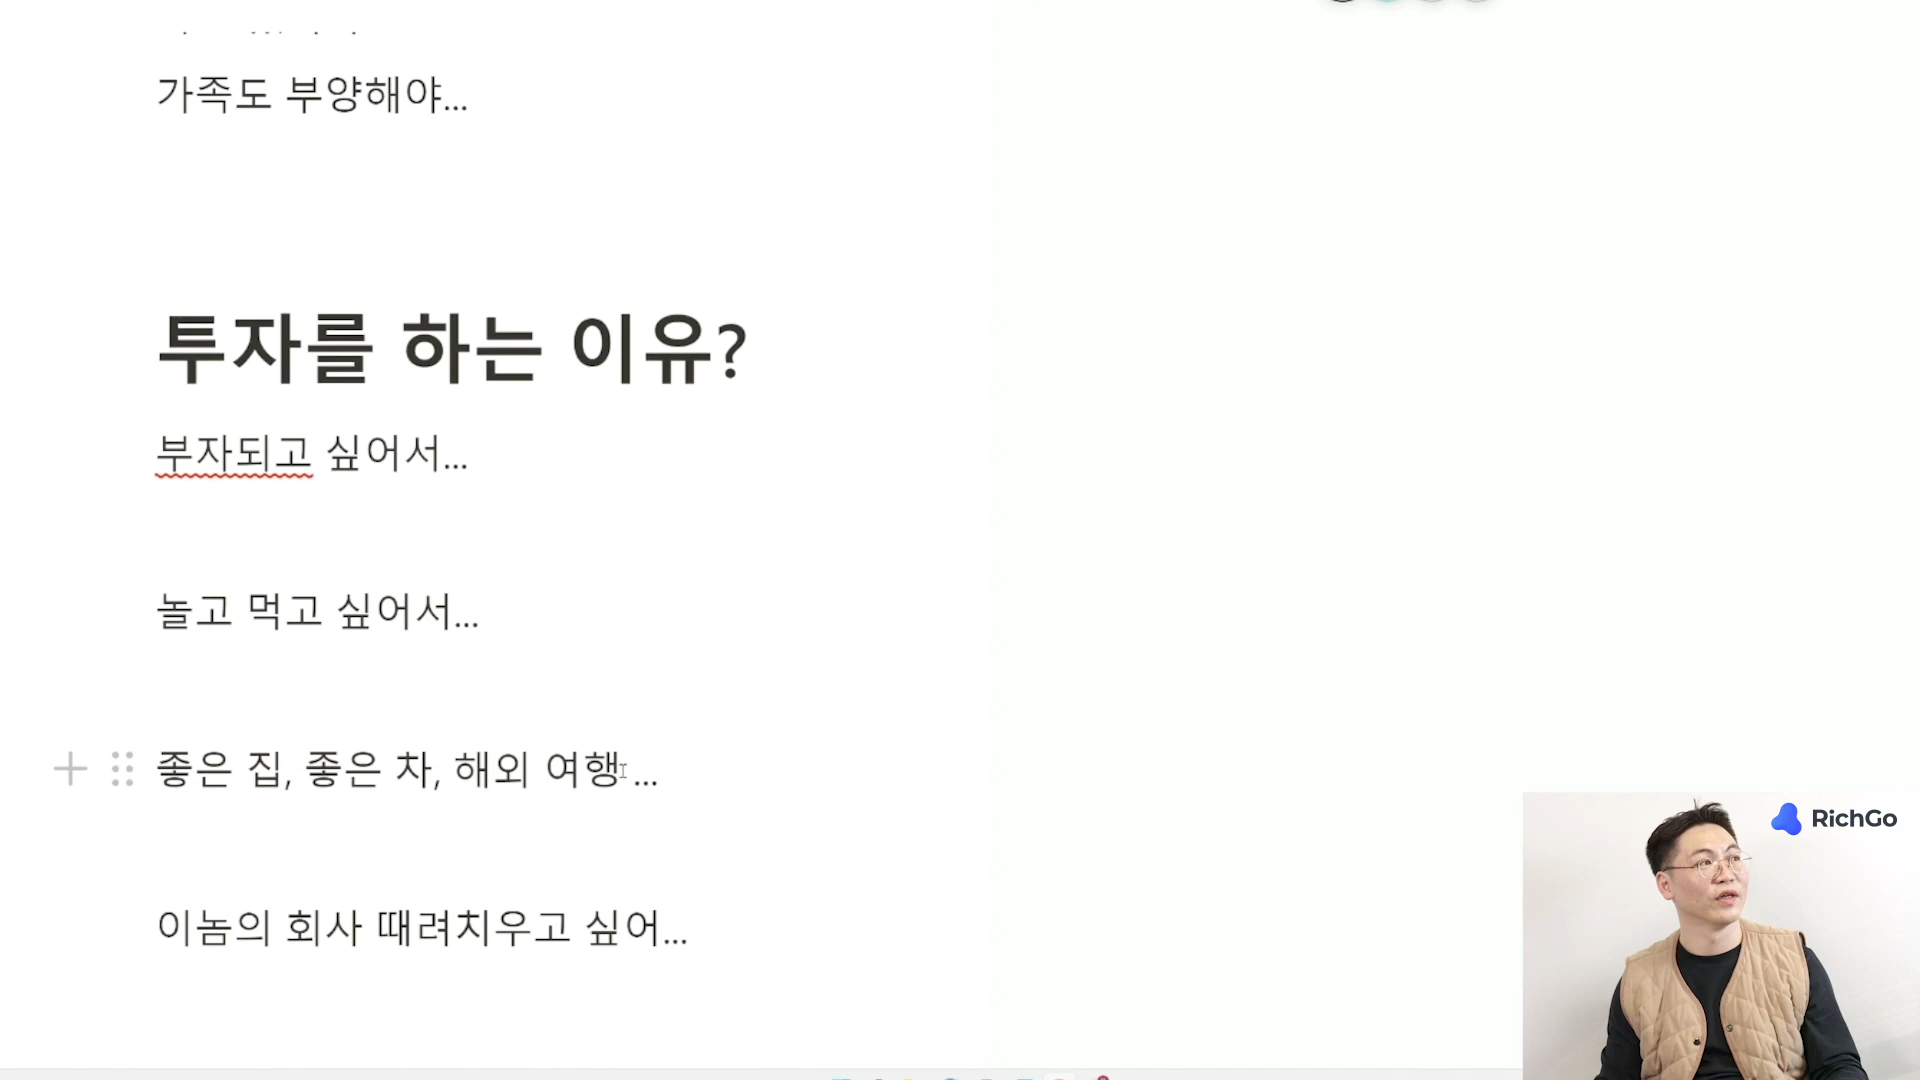 가족도 부양해야...
투자를 하는 이유?
부자되고 싶어서...
놀고 먹고 싶어서...
좋은 집, 좋은 차, 해외 여행 ...
이놈의 회사 때려치우고 싶어...
RichGo